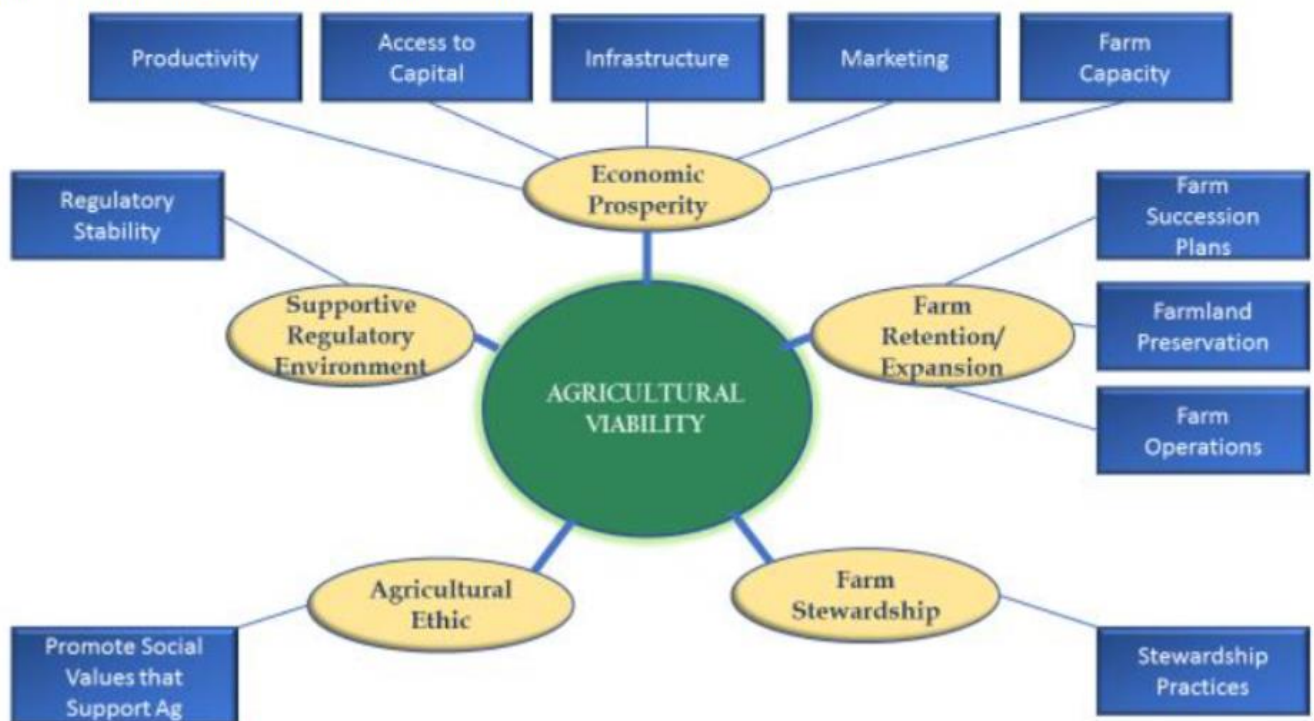 Productivity
Access to
Capital
Infrastructure
Marketing
Farm
Capacity
Economic
Prosperity
Regulatory
Stability
Farm
Succession
Plans
Supportive
Regulatory
Environment
Farm
Retention/
Expansion
Farmland
Preservation
AGRICULTURAL
VIABILITY
Farm
Operations
Agricultural
Ethic
Farm
Stewardship
Promote Social
Values that
Support Ag
Stewardship
Practices